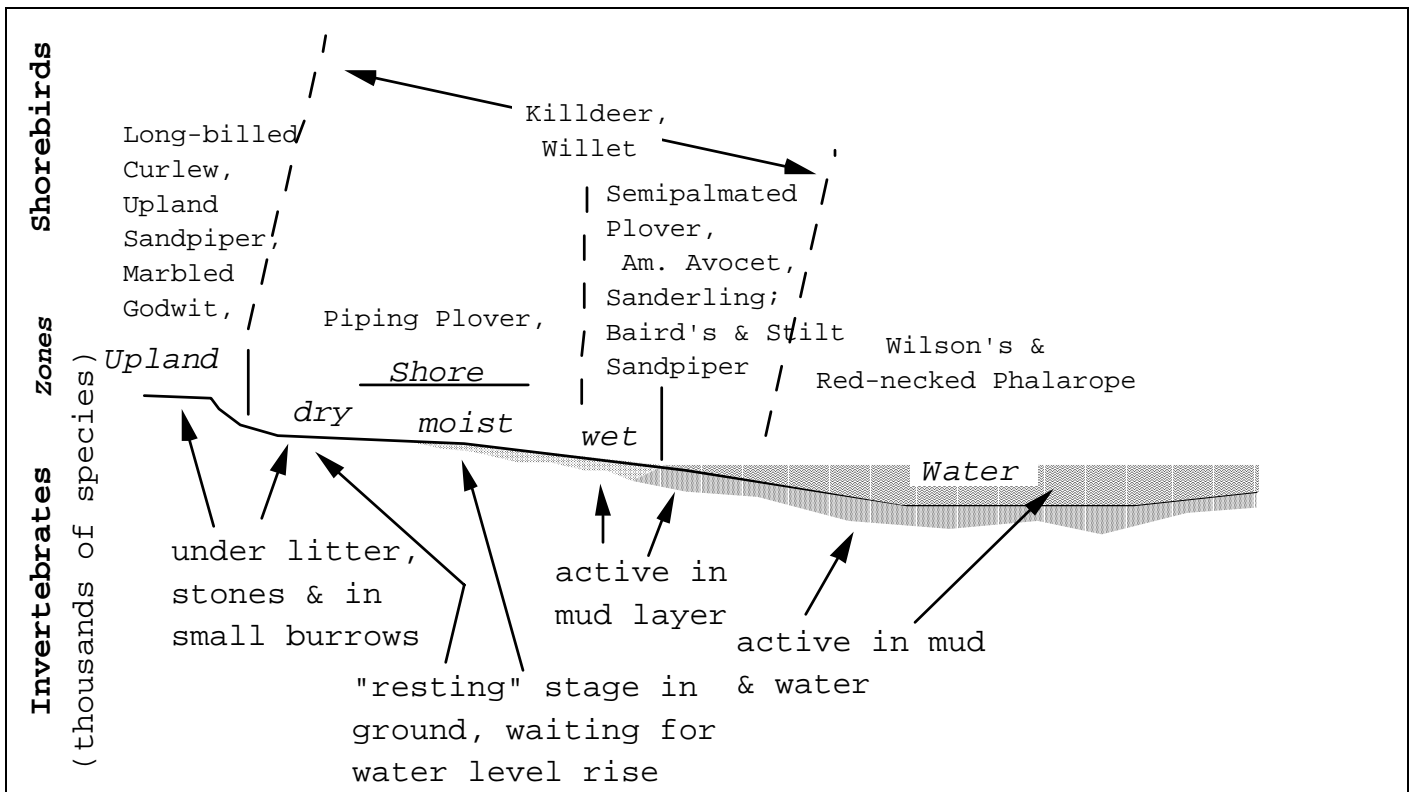 Shorebirds
Zones
Invertebrates
(thousands of species)
Long-billed
Curlew,
Upland
Sandpiper,
Marbled
Godwit,
Upland
Killdeer,
Willet
Piping Plover,
Shore
dry
moist
wet
Semipalmated
Plover,
Am. Avocet,
Sanderling;
Baird's & Stilt
Sandpiper
Wilson's &
Red-necked Phalarope
Water
under litter,
stones & in
small burrows
"resting" stage in
ground, waiting for
water level rise
active in
mud layer
active in mud
& water